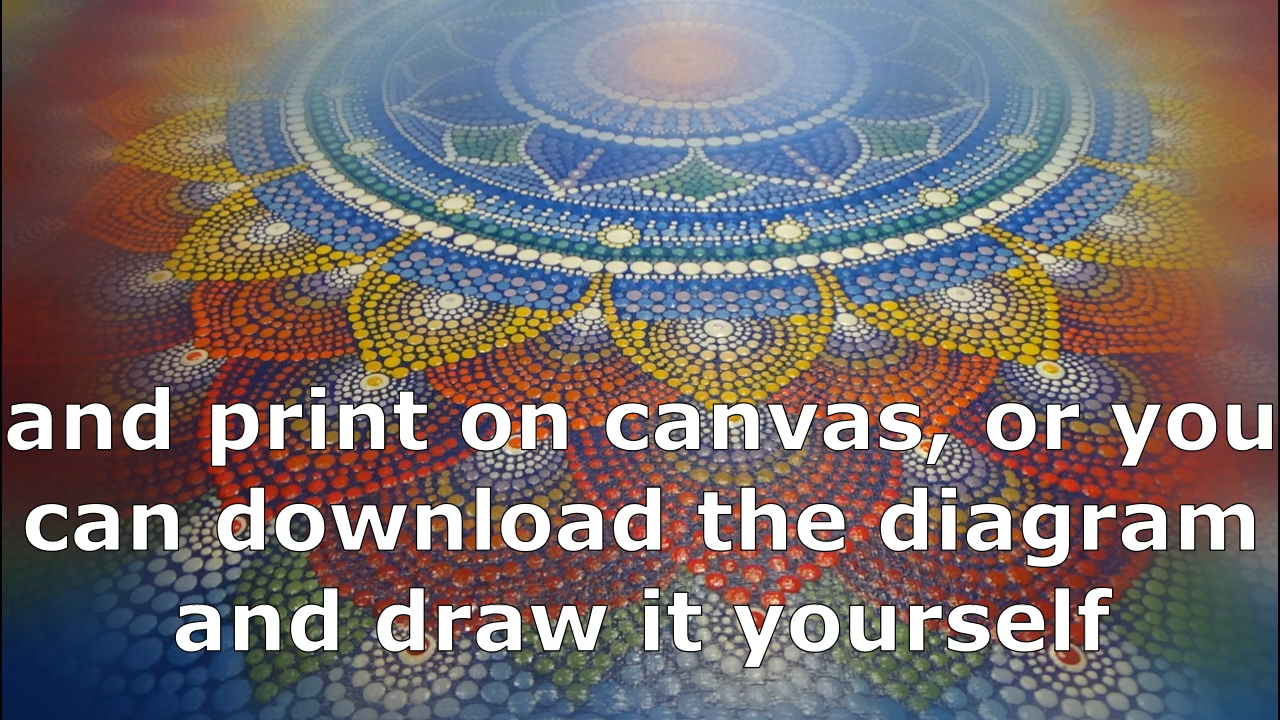 and print on canvas, or you
can download the diagram
and draw it yourself